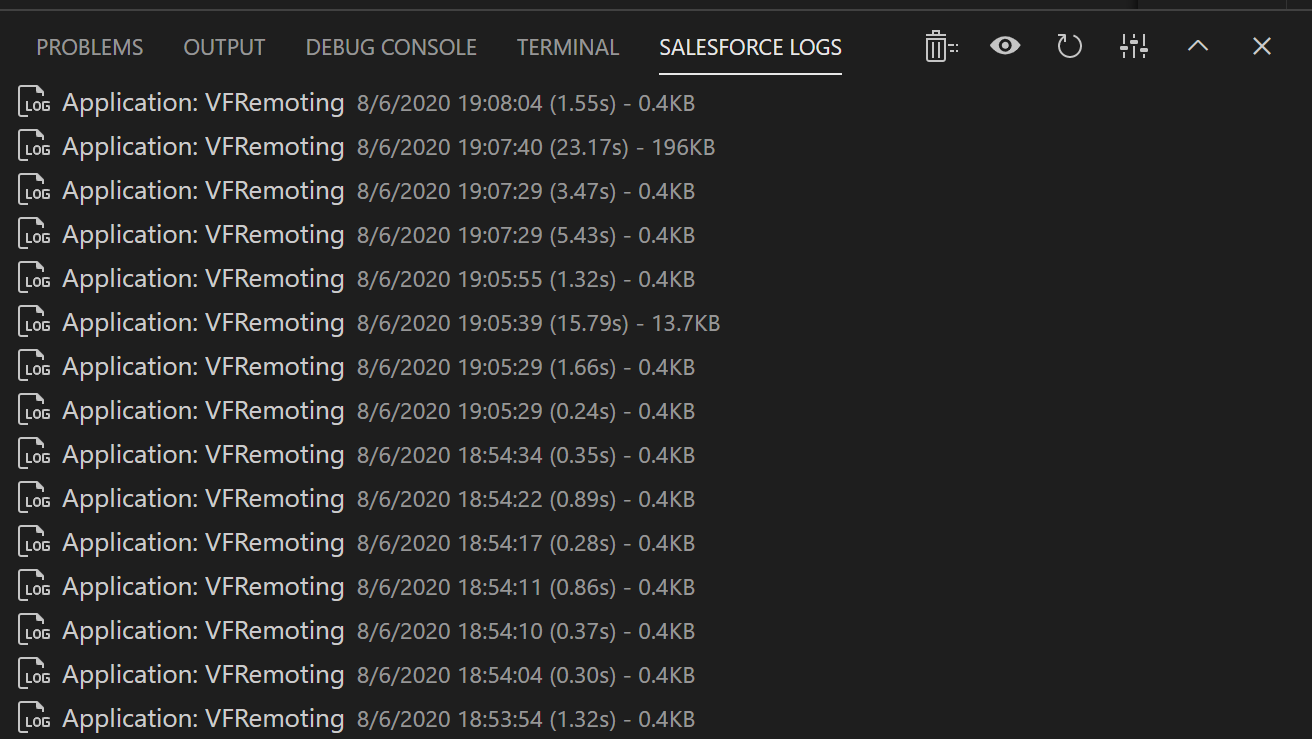 PROBLEMS OUTPUT DEBUG CONSOLE TERMINAL SALESFORCE LOGS
LOG Application: VFRemoting 8/6/2020 19:08:04 (1.55s) - 0.4KB
LOG Application: VFRemoting 8/6/2020 19:07:40 (23.17s) - 196KB
LOG Application: VFRemoting 8/6/2020 19:07:29 (3.47s) - 0.4KB
LOG Application: VFRemoting 8/6/2020 19:07:29 (5.43s) - 0.4KB
LOG Application: VFRemoting 8/6/2020 19:05:55 (1.32s) - 0.4KB
LOG Application: VFRemoting 8/6/2020 19:05:39 (15.79s) - 13.7KB
LOG Application: VFRemoting 8/6/2020 19:05:29 (1.66s) - 0.4KB
LOG Application: VFRemoting 8/6/2020 19:05:29 (0.24s) - 0.4KB
LOG Application: VFRemoting 8/6/2020 18:54:34 (0.35s) - 0.4KB
LOG Application: VFRemoting 8/6/2020 18:54:22 (0.89s) - 0.4KB
LOG Application: VFRemoting 8/6/2020 18:54:17 (0.28s) - 0.4KB
LOG Application: VFRemoting 8/6/2020 18:54:11 (0.86s) - 0.4KB
LOG Application: VFRemoting 8/6/2020 18:54:10 (0.37s) - 0.4KB
LOG Application: VFRemoting 8/6/2020 18:54:04 (0.30s) - 0.4KB
LOG Application: VFRemoting 8/6/2020 18:53:54 (1.32s) - 0.4KB